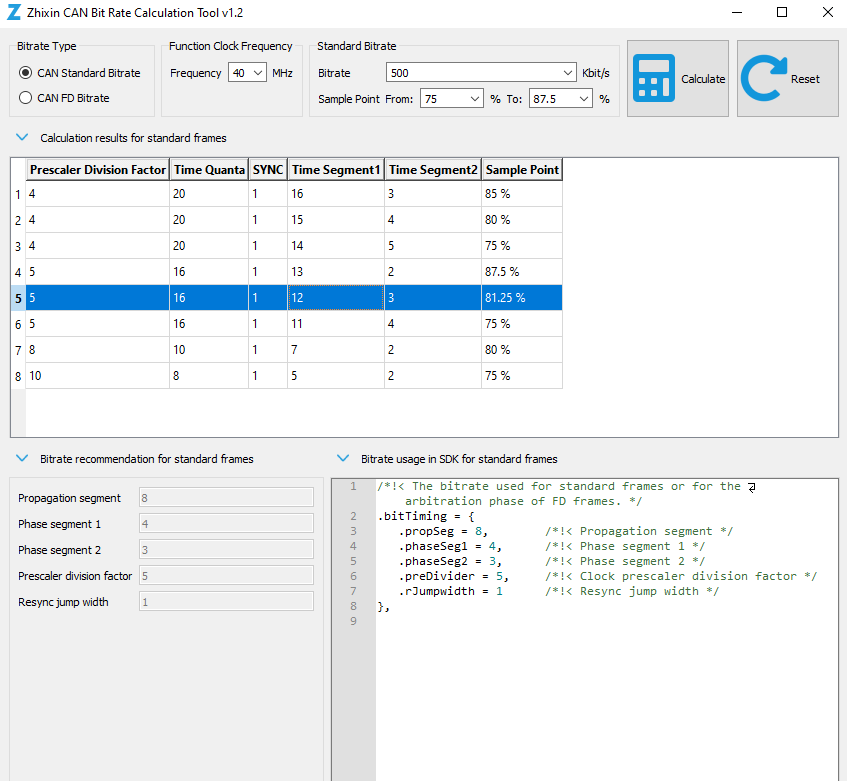 Z Zhixin CAN Bit Rate Calculation Tool v1.2
Bitrate Type
CAN Standard Bitrate
CAN FD Bitrate
Function Clock Frequency
Frequency 40 MHz
Standard Bitrate
Bitrate 500 Kbit/s
Sample Point From: 75 % To: 87.5 %
Calculate
Reset
Calculation results for standard frames
Prescaler Division Factor Time Quanta SYNC Time Segment1 Time Segment2 Sample Point
1 4 20 1 16 3 85 %
2 4 20 1 15 4 80 %
3 4 20 1 14 5 75 %
4 5 16 1 13 2 87.5 %
5 5 16 1 12 3 81.25 %
6 5 16 1 11 4 75 %
7 8 10 1 7 2 80 %
8 10 8 1 5 2 75 %
Bitrate recommendation for standard frames
Propagation segment 8
Phase segment 1 4
Phase segment 2 3
Prescaler division factor 5
Resync jump width 1
Bitrate usage in SDK for standard frames
1 /*!< The bitrate used for standard frames or for the
arbitration phase of FD frames. */
2 .bitTiming = {
3 .propSeg = 8, /*!< Propagation segment */
4 .phaseSeg1 = 4, /*!< Phase segment 1 */
5 .phaseSeg2 = 3, /*!< Phase segment 2 */
6 .preDivider = 5, /*!< Clock prescaler division factor */
7 .rJumpwidth = 1 /*!< Resync jump width */
8 },
9